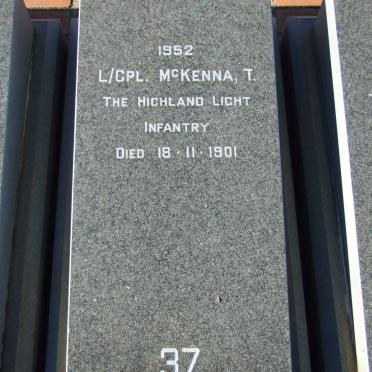 1952
L/CPL. MCKENNA, T.
THE HIGHLAND LIGHT
INFANTRY
DIED 18·11·1901
37